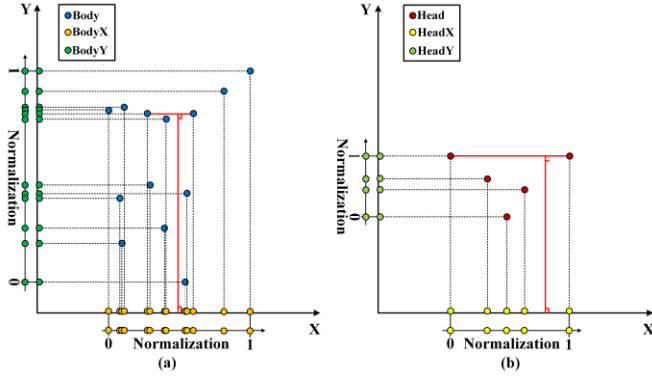 Y
Body
BodyX
BodyY
1
Normalization
0
X
0 Normalization 1
(a)
Y
Head
HeadX
HeadY
1
Normalization
0
X
0 Normalization 1
(b)